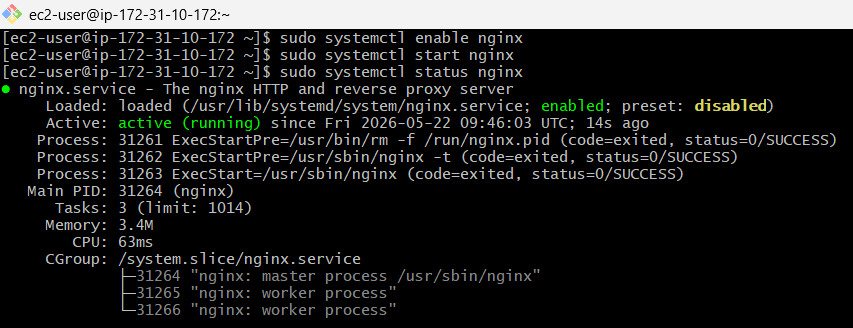 ec2-user@ip-172-31-10-172:~
[ec2-user@ip-172-31-10-172 ~]$ sudo systemctl enable nginx
[ec2-user@ip-172-31-10-172 ~]$ sudo systemctl start nginx
[ec2-user@ip-172-31-10-172 ~]$ sudo systemctl status nginx
● nginx.service - The nginx HTTP and reverse proxy server
     Loaded: loaded (/usr/lib/systemd/system/nginx.service; enabled; preset: disabled)
     Active: active (running) since Fri 2026-05-22 09:46:03 UTC; 14s ago
    Process: 31261 ExecStartPre=/usr/bin/rm -f /run/nginx.pid (code=exited, status=0/SUCCESS)
    Process: 31262 ExecStartPre=/usr/sbin/nginx -t (code=exited, status=0/SUCCESS)
    Process: 31263 ExecStart=/usr/sbin/nginx (code=exited, status=0/SUCCESS)
   Main PID: 31264 (nginx)
      Tasks: 3 (limit: 1014)
     Memory: 3.4M
        CPU: 63ms
     CGroup: /system.slice/nginx.service
             ├─31264 "nginx: master process /usr/sbin/nginx"
             ├─31265 "nginx: worker process"
             └─31266 "nginx: worker process"